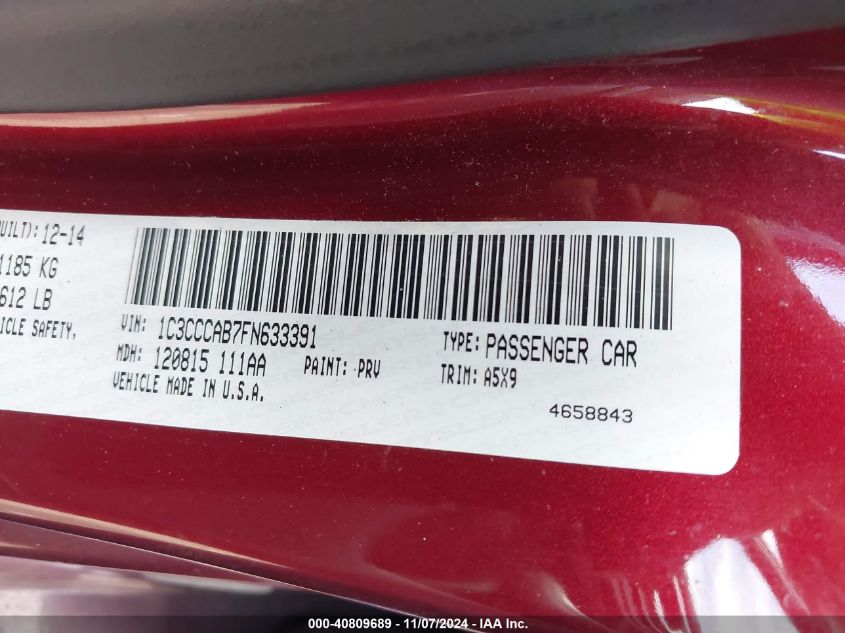 UILT): 12-14
1185 KG
612 LB
ICLE SAFETY,
VIN: 1C3CCCAB7FN633391
MDH: 120815 111AA
PAINT: PRV
VEHICLE MADE IN U.S.A.
TYPE: PASSENGER CAR
TRIM: A5X9
4658843
000-40809689 - 11/07/2024 - IAA Inc.